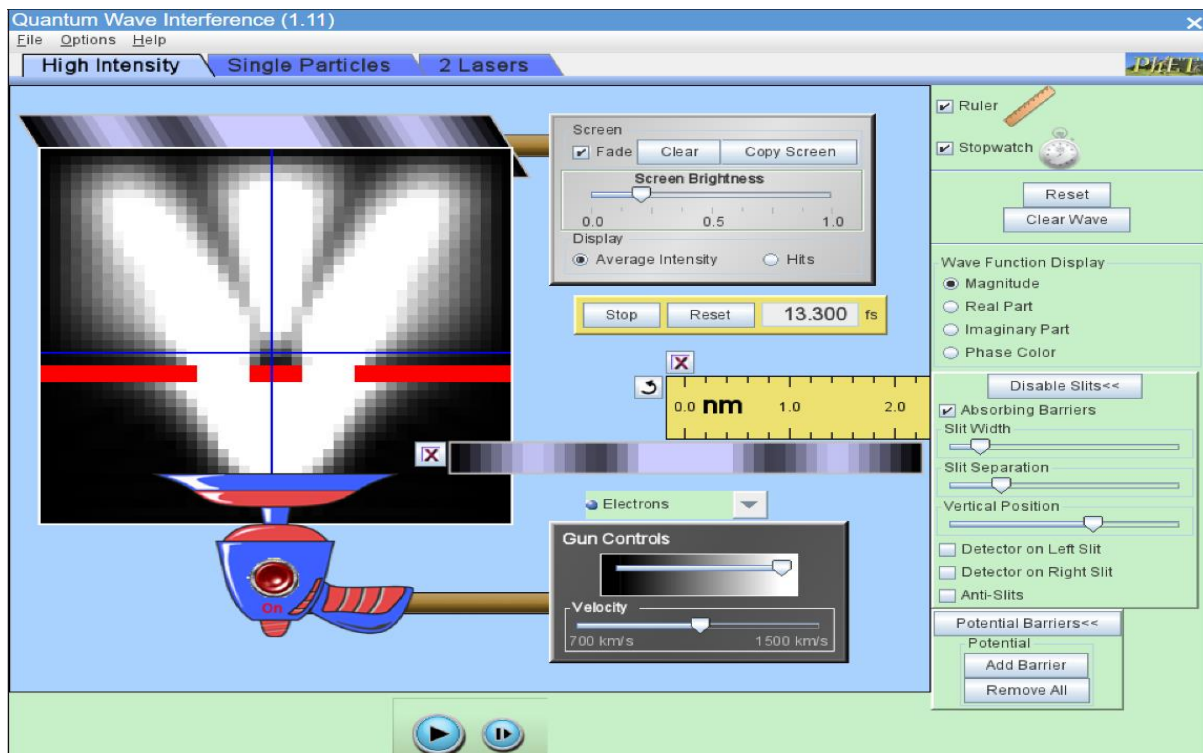 Quantum Wave Interference (1.11)
File Options Help
High Intensity Single Particles 2 Lasers
PhET
Ruler
Stopwatch
Screen
Fade Clear Copy Screen
Screen Brightness
0.0 0.5 1.0
Display
Average Intensity Hits
Reset
Clear Wave
Wave Function Display
Magnitude
Real Part
Imaginary Part
Phase Color
Stop Reset 13.300 fs
0.0 nm 1.0 2.0
Disable Slits<<
Absorbing Barriers
Slit Width
Slit Separation
Vertical Position
Detector on Left Slit
Detector on Right Slit
Anti-Slits
Electrons
Gun Controls
Velocity
700 km/s 1500 km/s
On
Potential Barriers<<
Potential
Add Barrier
Remove All